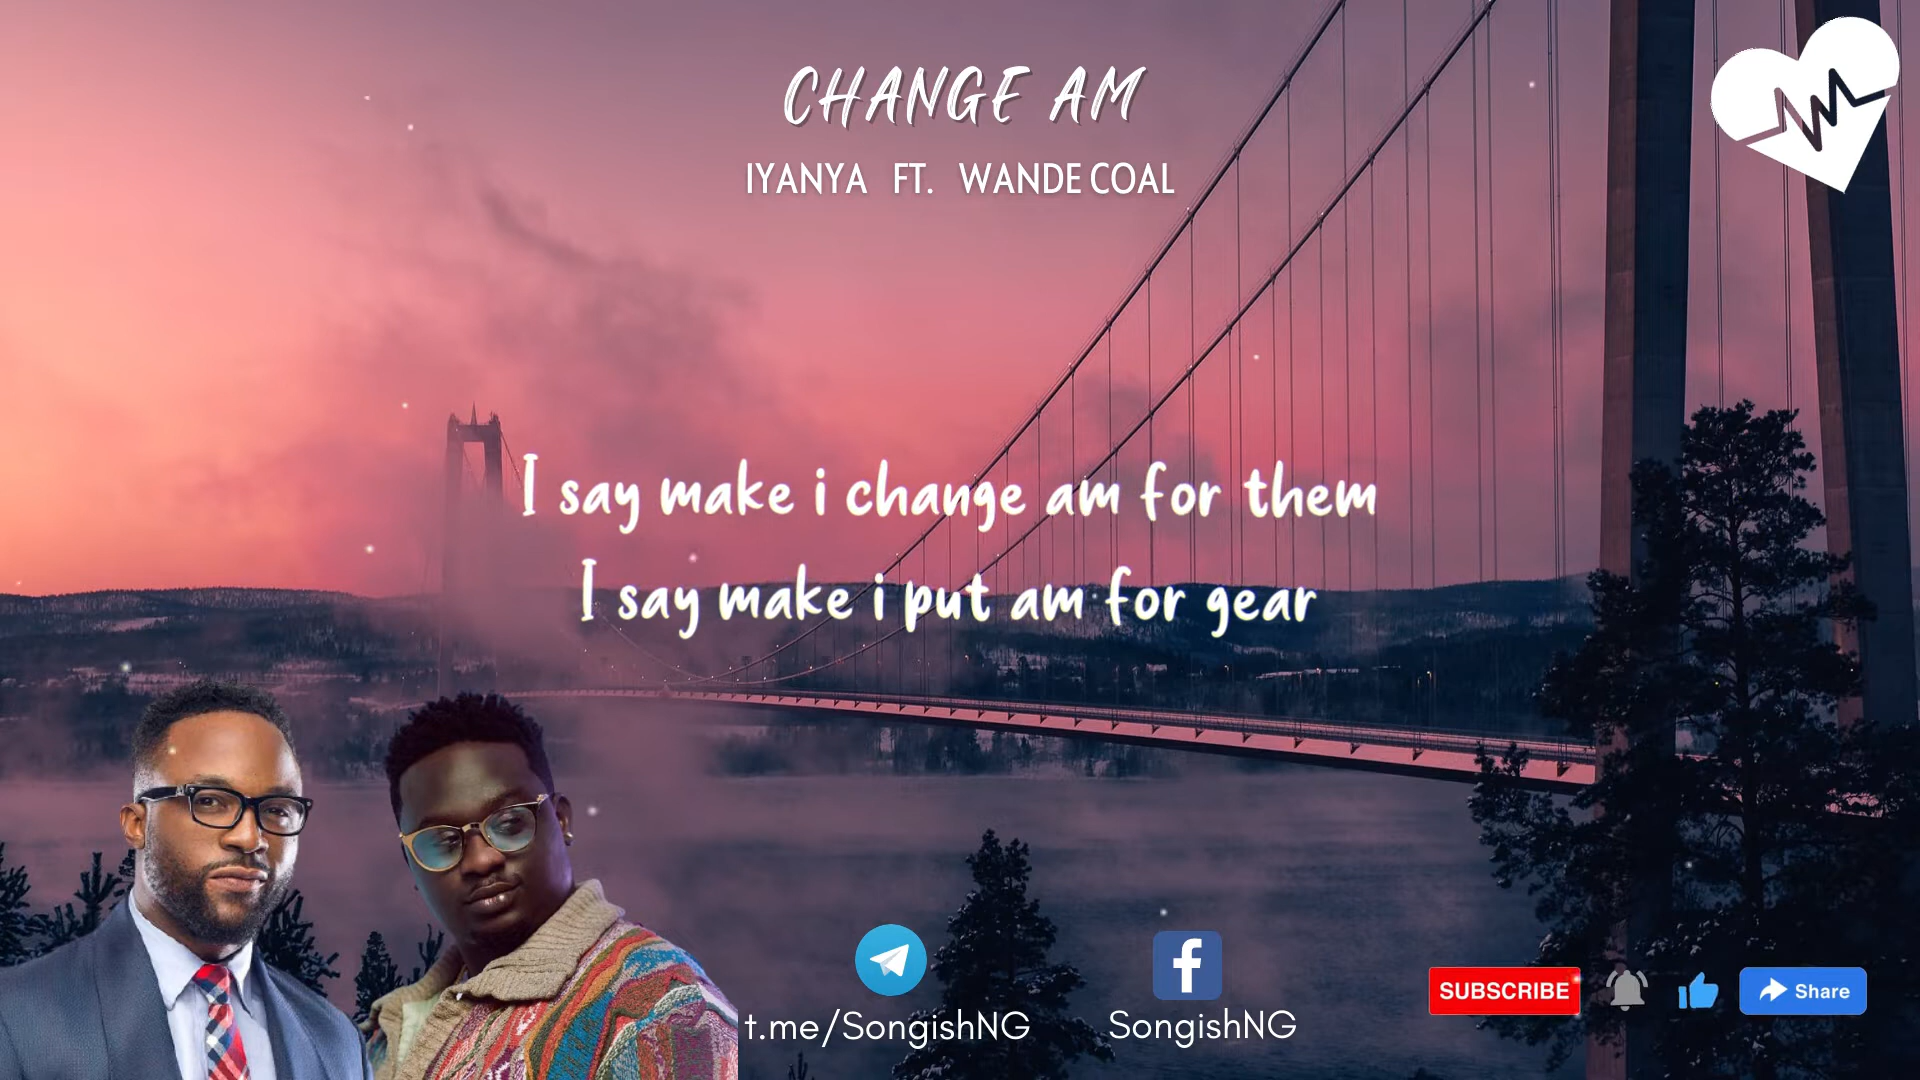 CHANGE AM
IYANYA FT. WANDE COAL
I say make i change am for them
I say make i put am for gear
t.me/SongishNG
SongishNG
SUBSCRIBE
Share